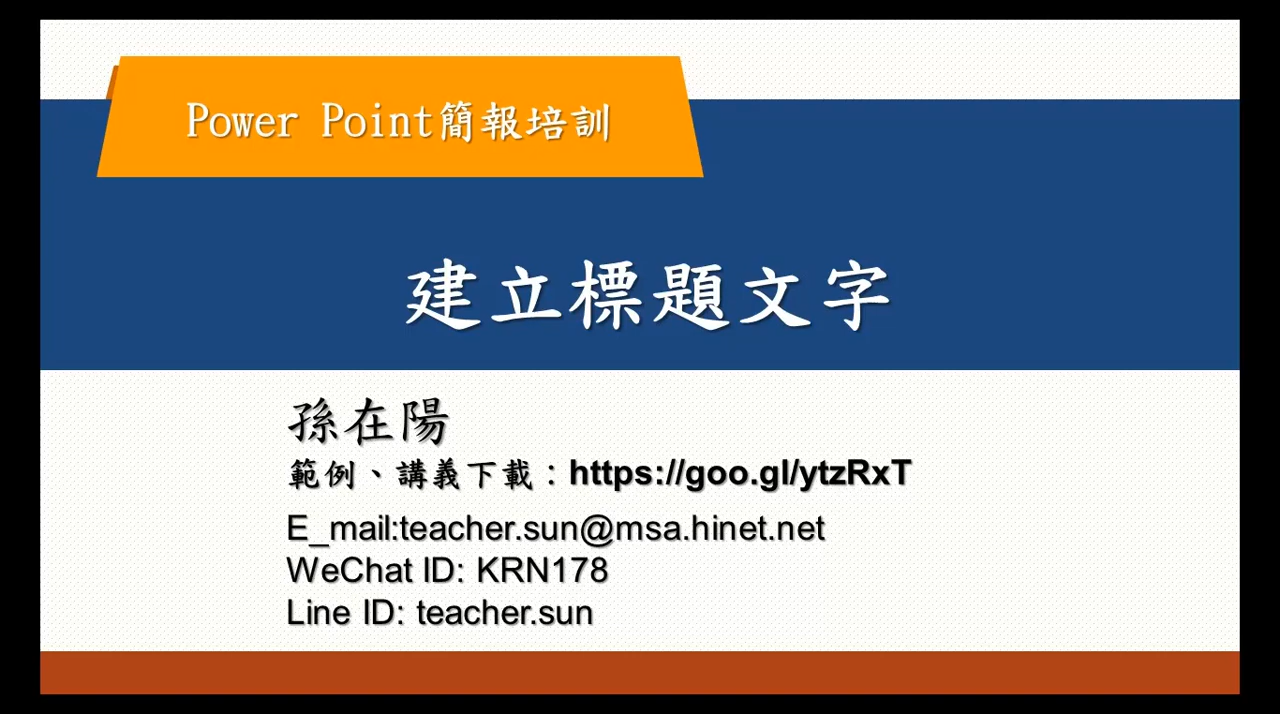 Power Point簡報培訓
建立標題文字
孫在陽
範例、講義下載：https://goo.gl/ytzRxT
E_mail:teacher.sun@msa.hinet.net
WeChat ID: KRN178
Line ID: teacher.sun